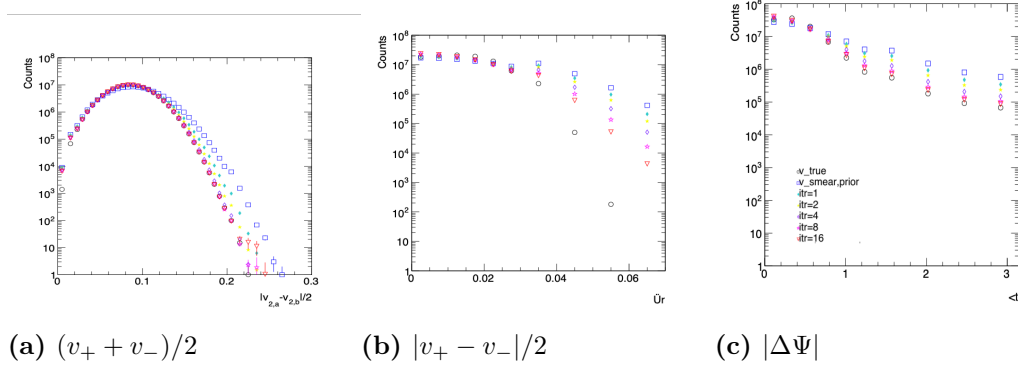 Counts
10⁸
10⁷
10⁶
10⁵
10⁴
10³
10²
10
1
0
0.1
0.2
0.3
|v₂,ₐ-v₂,b|/2
Counts
10⁸
10⁷
10⁶
10⁵
10⁴
10³
10²
10
1
0
0.02
0.04
0.06
Ür
Counts
10⁸
10⁷
10⁶
10⁵
10⁴
10³
10²
10
1
v_true
v_smear,prior
itr=1
itr=2
itr=4
itr=8
itr=16
0
1
2
3
(a) (v₊ + v₋)/2
(b) |v₊ − v₋|/2
(c) |ΔΨ|